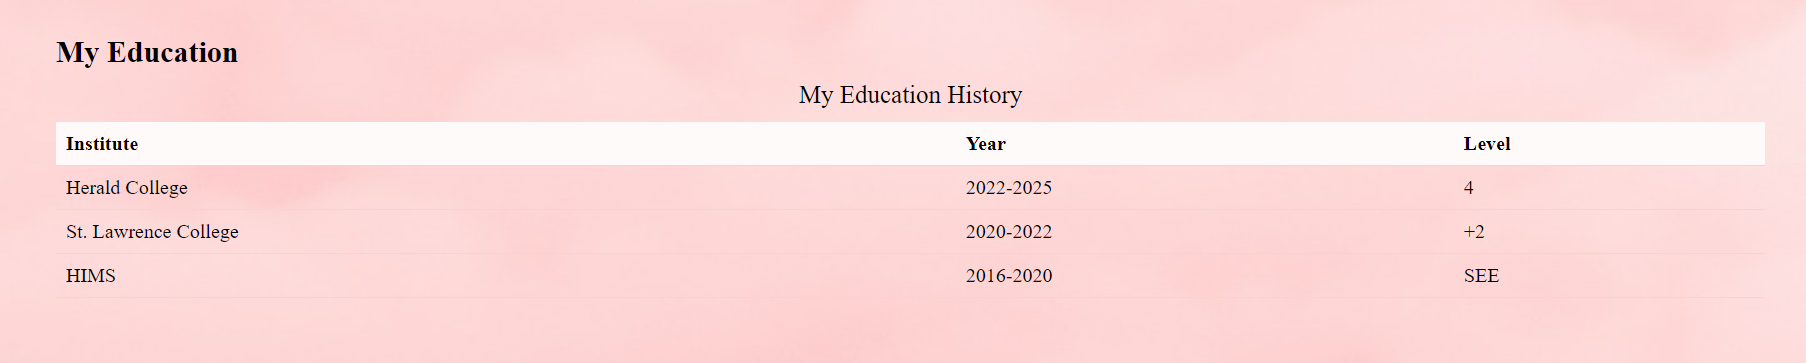 My Education
My Education History
Institute Year Level
Herald College 2022-2025 4
St. Lawrence College 2020-2022 +2
HIMS 2016-2020 SEE